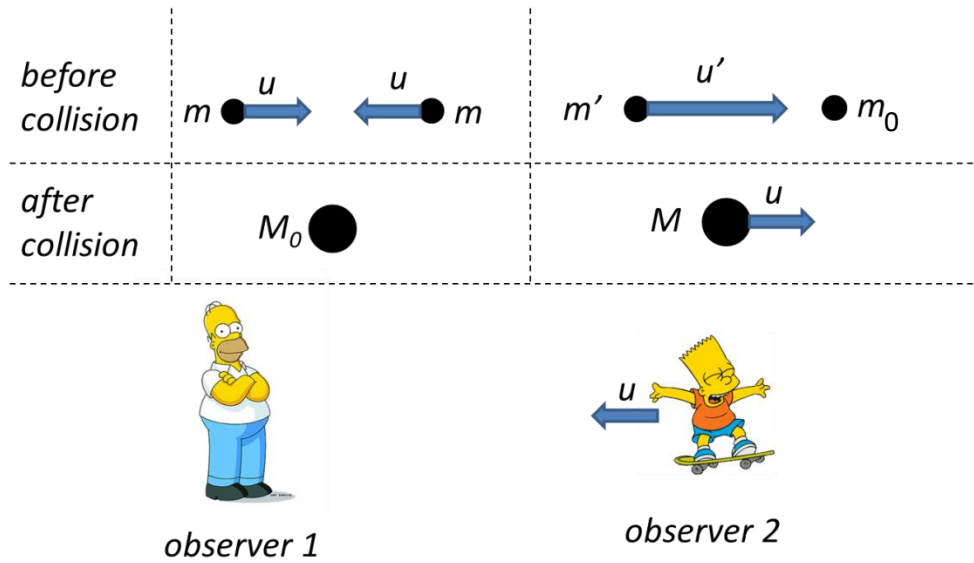 before
collision
u
u
m
m
u'
m'
m0
after
collision
M0
M
u
u
observer 1
observer 2